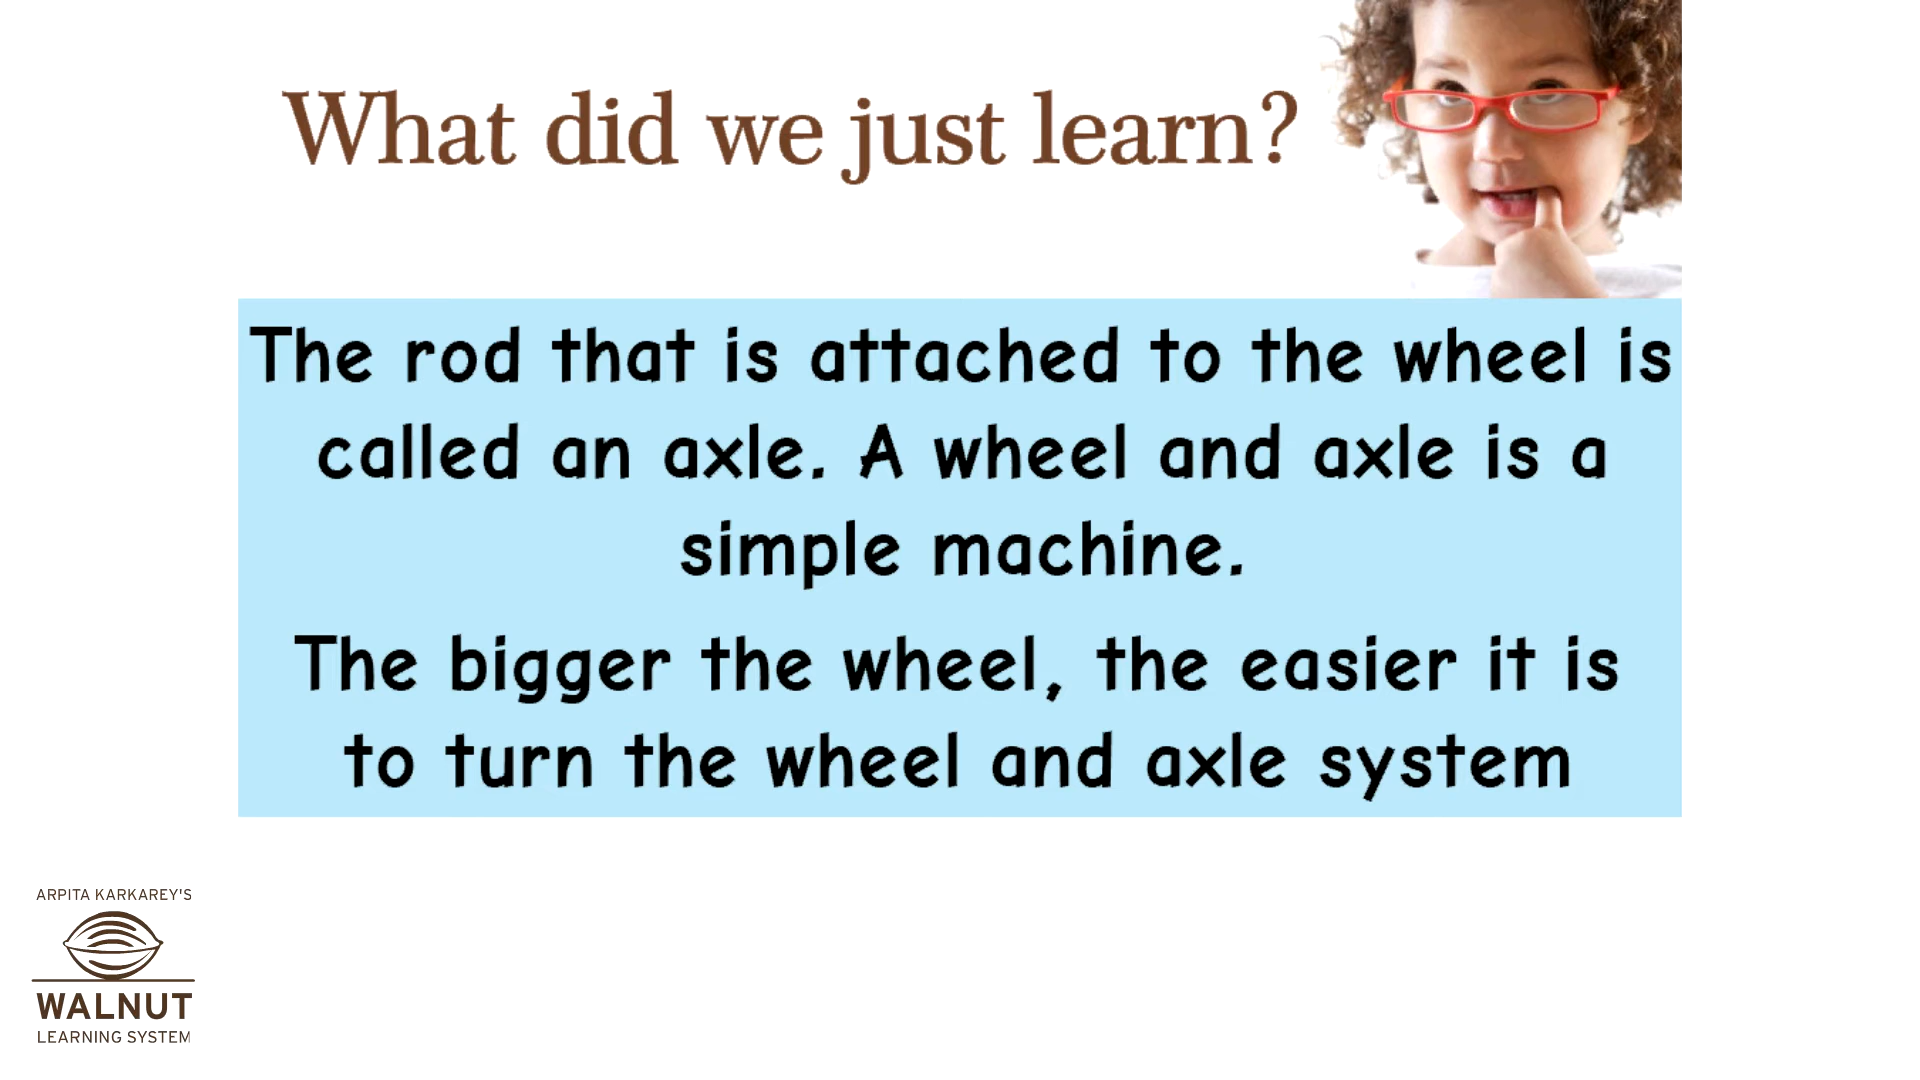 What did we just learn?
The rod that is attached to the wheel is
called an axle. A wheel and axle is a
simple machine.
The bigger the wheel, the easier it is
to turn the wheel and axle system
ARPITA KARKAREY'S
WALNUT
LEARNING SYSTEM